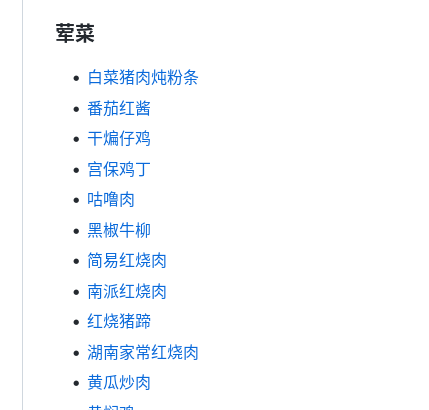 荤菜
白菜猪肉炖粉条
番茄红酱
干煸仔鸡
宫保鸡丁
咕噜肉
黑椒牛柳
简易红烧肉
南派红烧肉
红烧猪蹄
湖南家常红烧肉
黄瓜炒肉